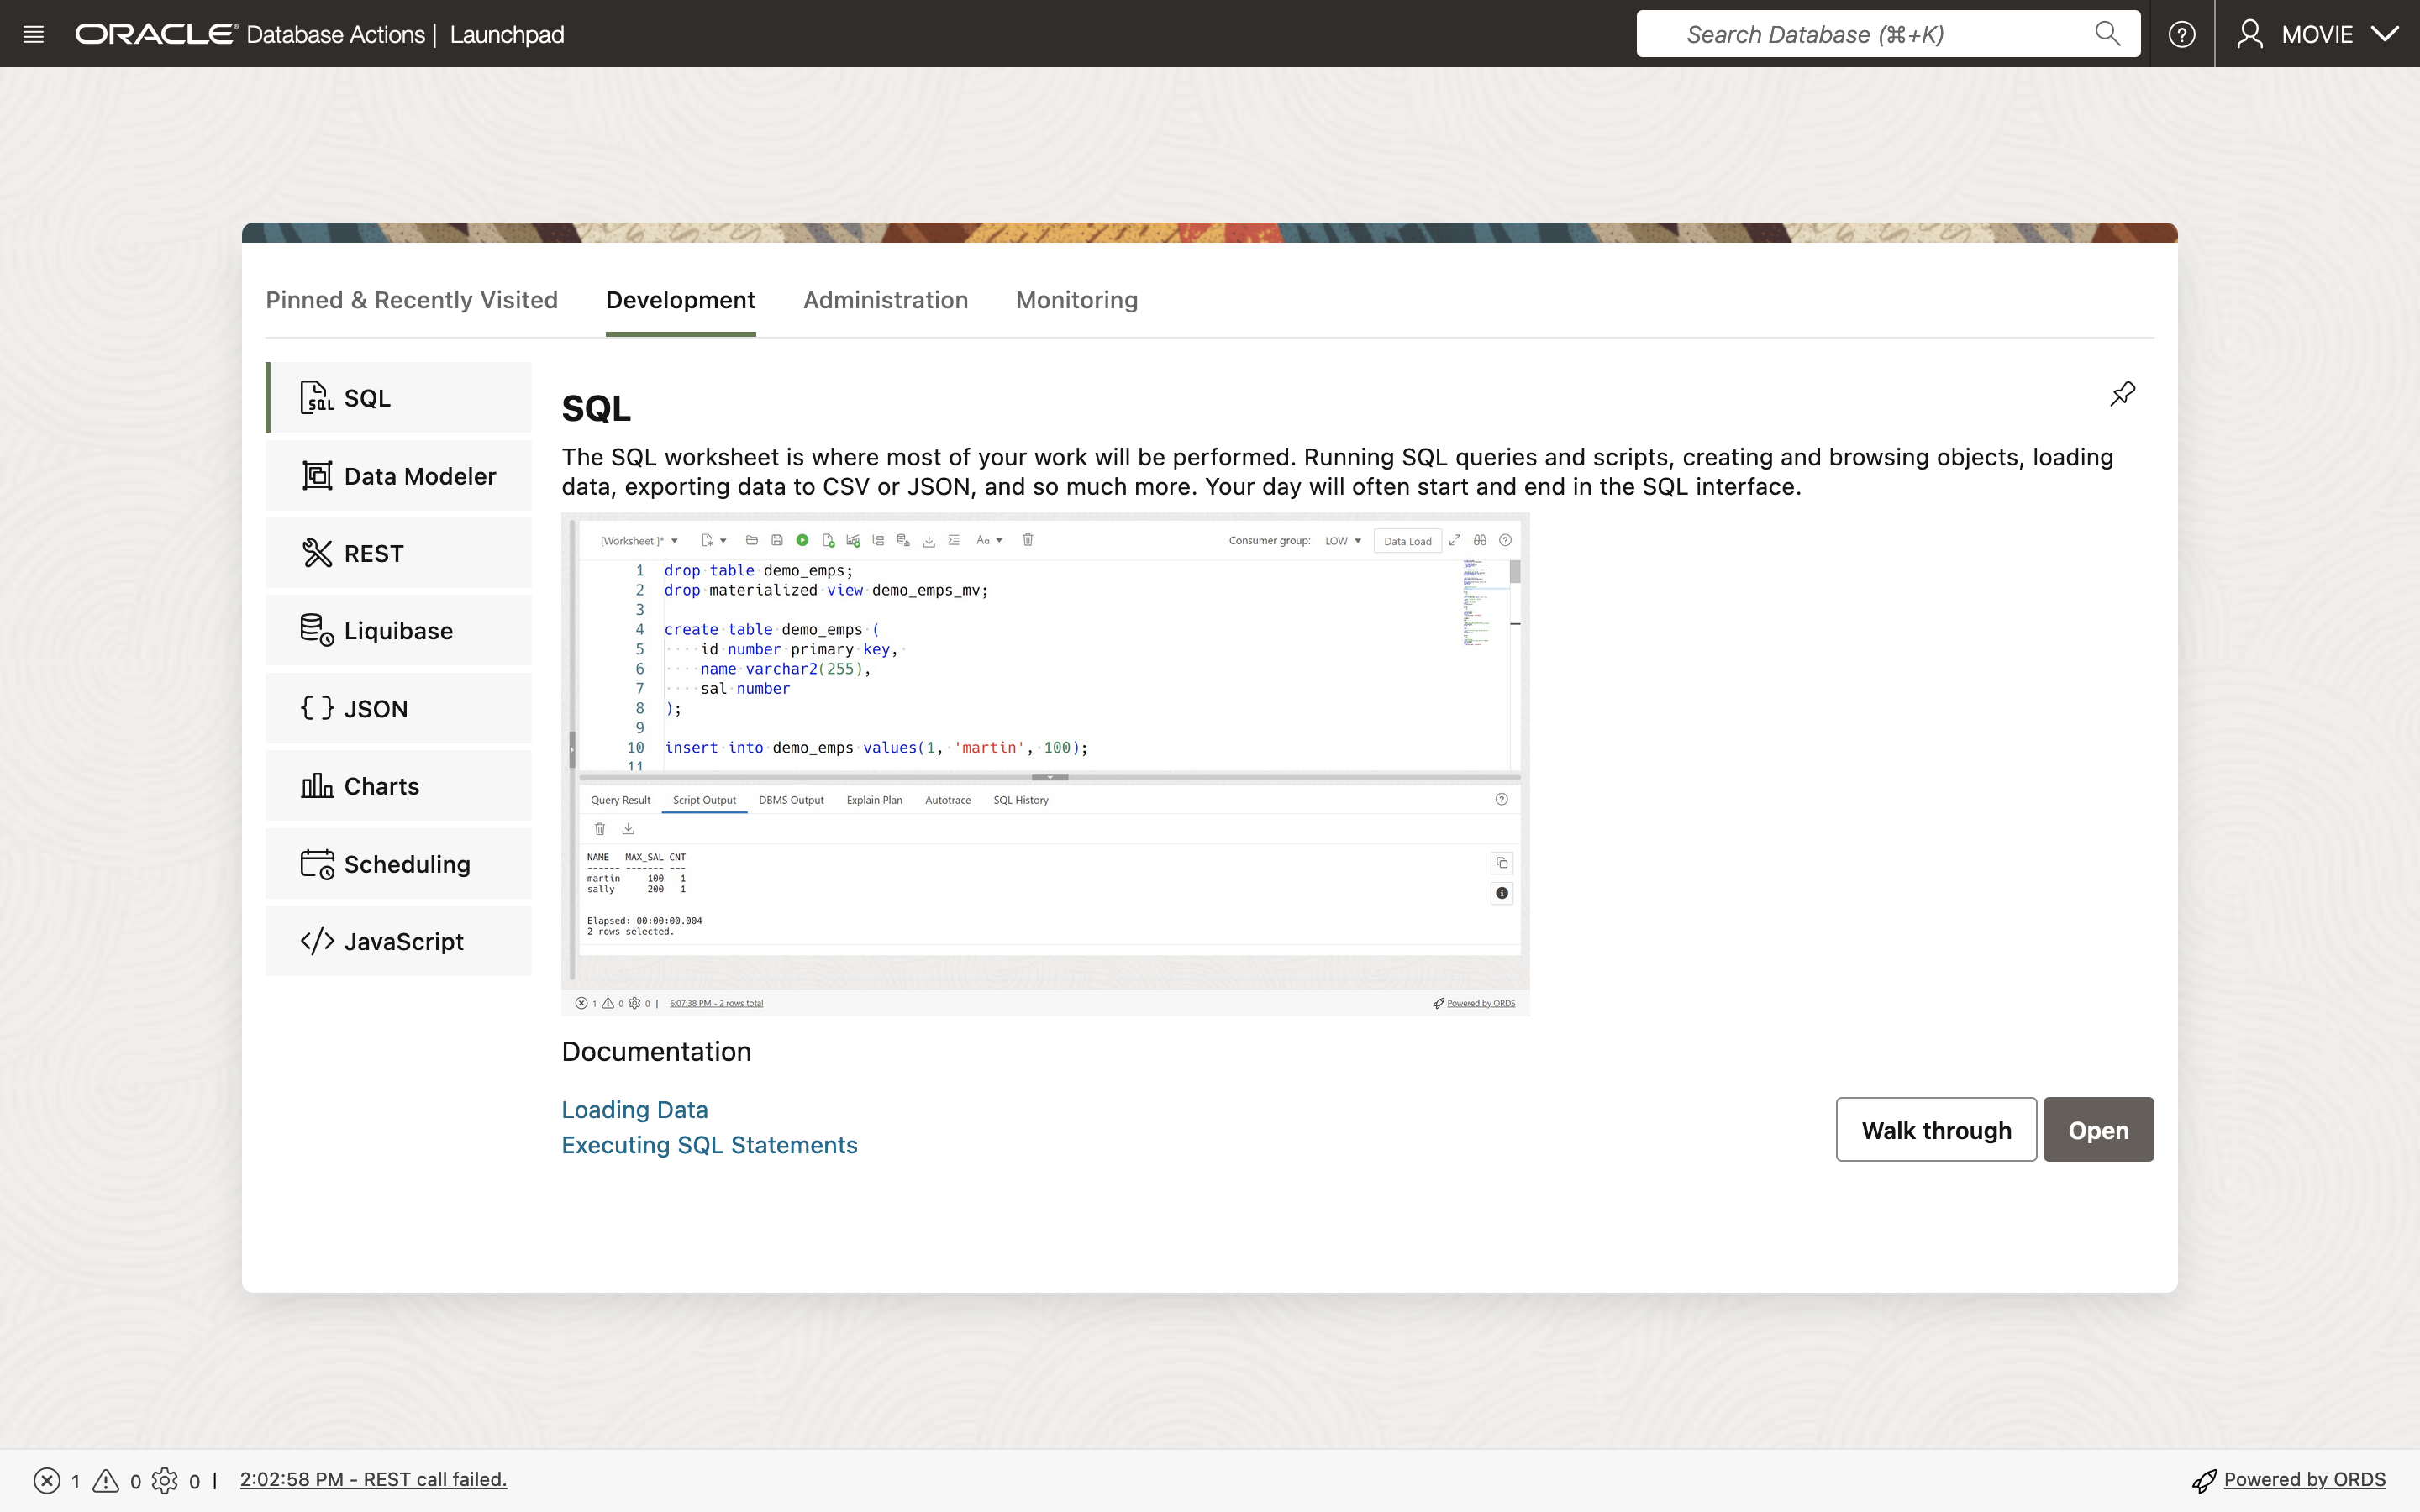 ORACLE® Database Actions | Launchpad
Search Database (⌘+K)
MOVIE
Pinned & Recently Visited
Development
Administration
Monitoring
SQL
Data Modeler
REST
Liquibase
{ } JSON
Charts
Scheduling
</> JavaScript
SQL
The SQL worksheet is where most of your work will be performed. Running SQL queries and scripts, creating and browsing objects, loading
data, exporting data to CSV or JSON, and so much more. Your day will often start and end in the SQL interface.
[Worksheet ]*
Aa
Consumer group: LOW
Data Load
1 drop table demo_emps;
2 drop materialized view demo_emps_mv;
3
4 create table demo_emps (
5 id number primary key,
6 name varchar2(255),
7 sal number
8 );
9
10 insert into demo_emps values(1, 'martin', 100);
11
Query Result
Script Output
DBMS Output
Explain Plan
Autotrace
SQL History
NAME MAX_SAL CNT
------ ------- ---
martin 100 1
sally 200 1
Elapsed: 00:00:00.004
2 rows selected.
1 0 0 | 6:07:38 PM - 2 rows total
Powered by ORDS
Documentation
Loading Data
Executing SQL Statements
Walk through
Open
1 0 0 | 2:02:58 PM - REST call failed.
Powered by ORDS